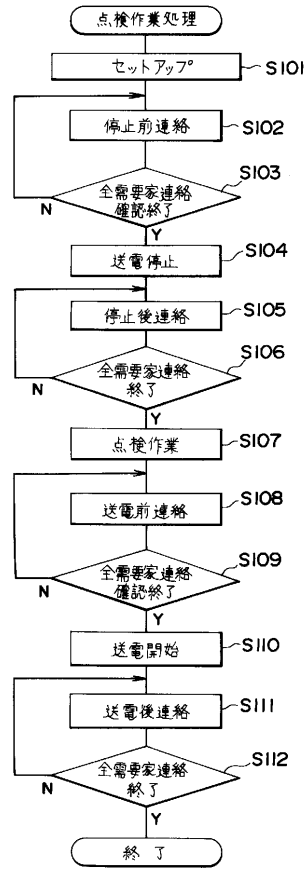 点検作業処理
セットアップ
S101
停止前連絡
S102
S103
全需要家連絡
確認終了
N
Y
送電停止
S104
停止後連絡
S105
S106
全需要家連絡
終了
N
Y
点検作業
S107
送電前連絡
S108
S109
全需要家連絡
確認終了
N
Y
送電開始
S110
送電後連絡
S111
S112
全需要家連絡
終了
N
Y
終了